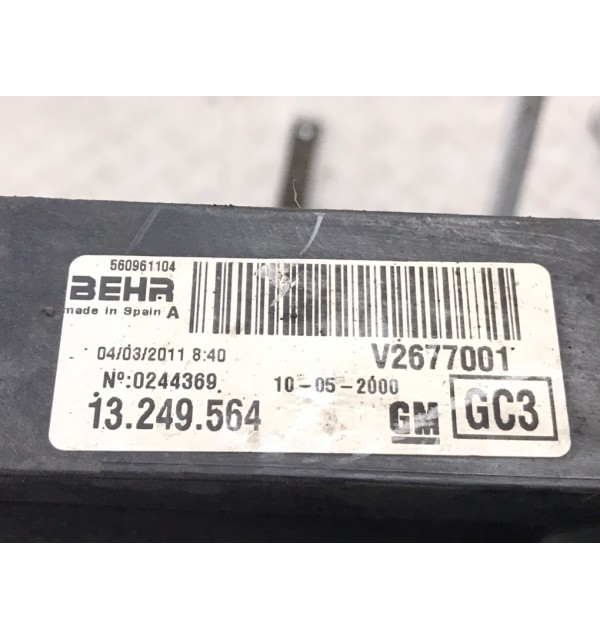 560961104
BEHR
made in Spain A
04/03/2011 8:40
V2677001
Nº:0244369
10-05-2000
13.249.564
GM
GC3